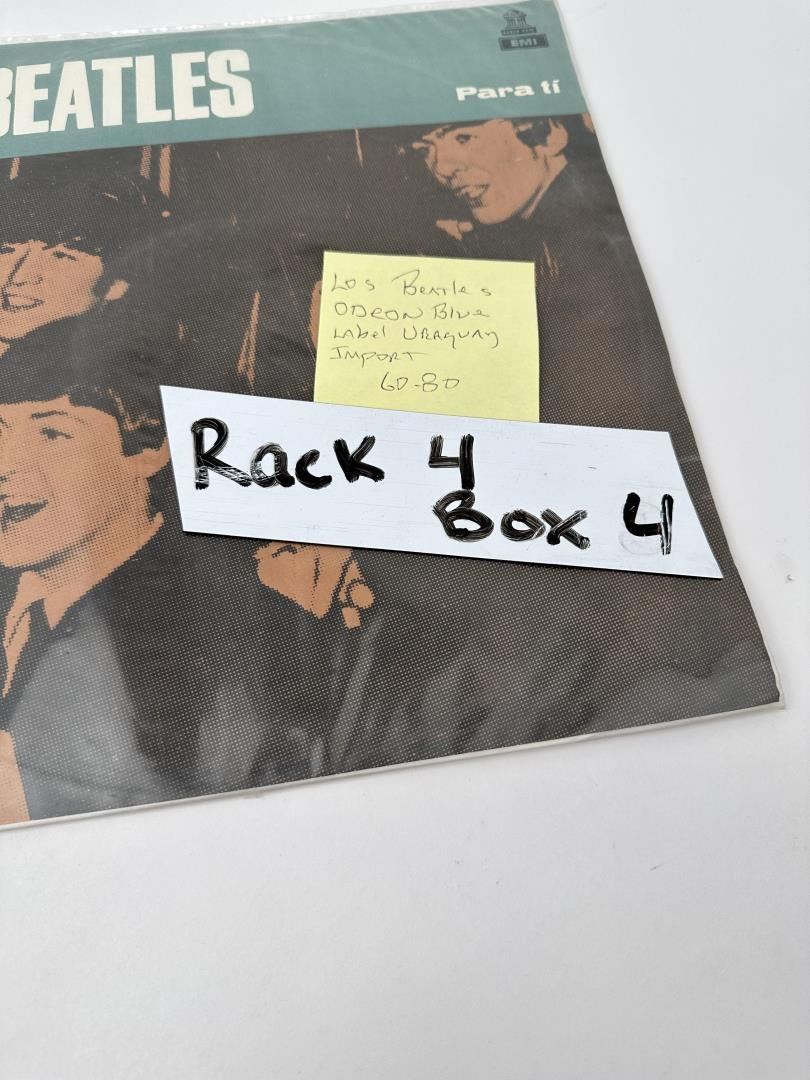 BEATLES
EMI
Para tí
Los Beatles
ODEON Blue
Label URAGUAY
IMPORT
60-80
Rack 4
Box 4